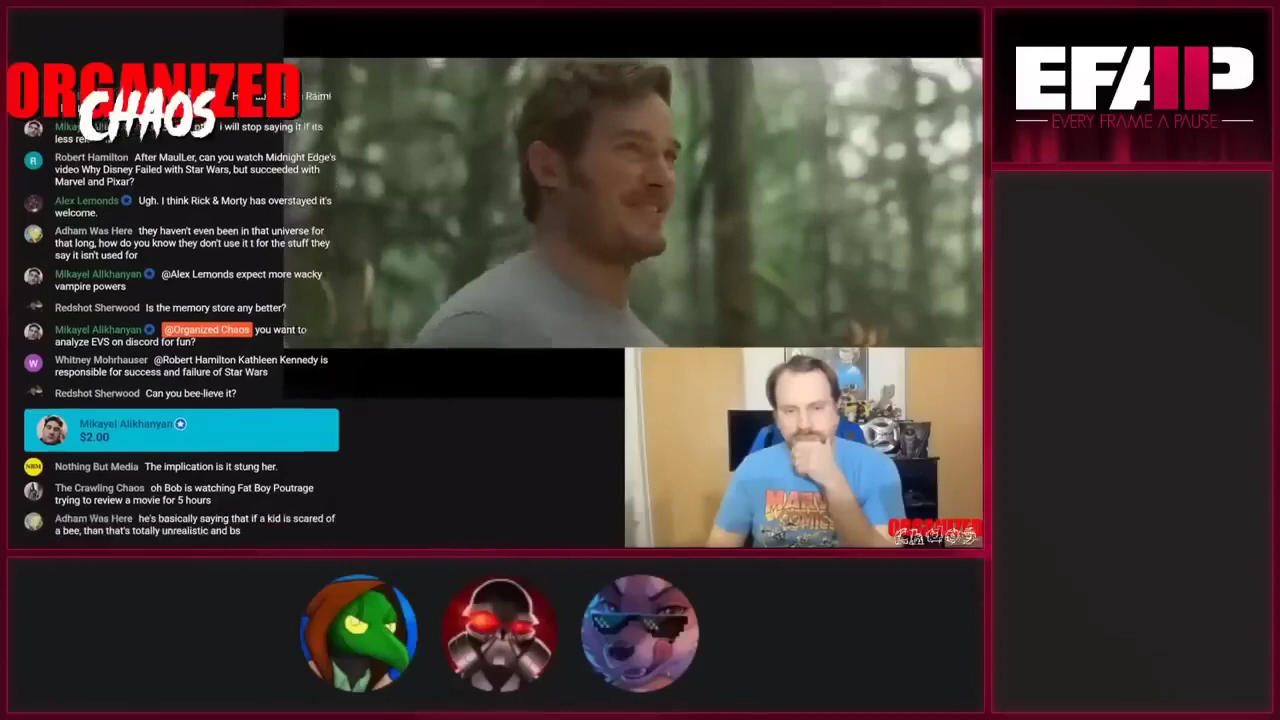 ORGANIZED
CHAOS
Raimi
i will stop saying it if its
less
Robert Hamilton After MaulLer, can you watch Midnight Edge's
video Why Disney Failed with Star Wars, but succeeded with
Marvel and Pixar?
Alex Lemonds Ugh. I think Rick & Morty has overstayed it's
welcome.
Adham Was Here they haven't even been in that universe for
that long, how do you know they don't use it t for the stuff they
say it isn't used for
Mikayel Alikhanyan @Alex Lemonds expect more wacky
vampire powers
Redshot Sherwood Is the memory store any better?
Mikayel Alikhanyan @Organized Chaos you want to
analyze EVS on discord for fun?
Whitney Mohrhauser @Robert Hamilton Kathleen Kennedy is
responsible for success and failure of Star Wars
Redshot Sherwood Can you bee-lieve it?
Mikayel Alikhanyan
$2.00
Nothing But Media The implication is it stung her.
The Crawling Chaos oh Bob is watching Fat Boy Poutrage
trying to review a movie for 5 hours
Adham Was Here he's basically saying that if a kid is scared of
a bee, than that's totally unrealistic and bs
R
W
NBM
EFAP
EVERY FRAME A PAUSE
ORGANIZED
CHAOS